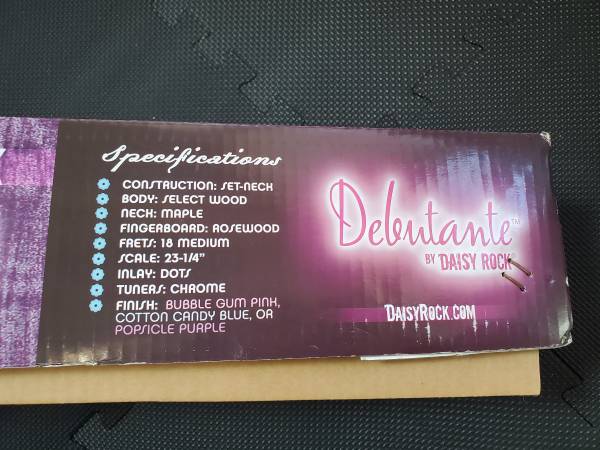 Specifications
CONSTRUCTION: SET-NECK
BODY: SELECT WOOD
NECK: MAPLE
FINGERBOARD: ROSEWOOD
FRETS: 18 MEDIUM
SCALE: 23-1/4"
INLAY: DOTS
TUNERS: CHROME
FINISH: BUBBLE GUM PINK,
COTTON CANDY BLUE, OR
POPSICLE PURPLE
Debutante™
BY DAISY ROCK®
DAISYROCK.COM